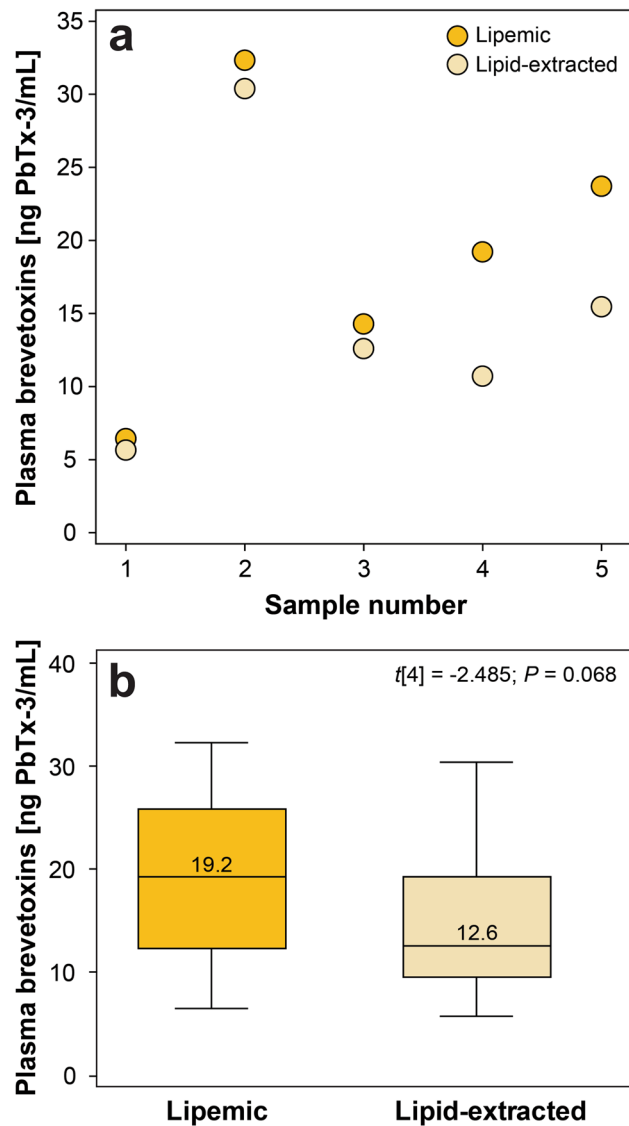 a
Lipemic
Lipid-extracted
Plasma brevetoxins [ng PbTx-3/mL]
35
30
25
20
15
10
5
0
1 2 3 4 5
Sample number
b
t[4] = -2.485; P = 0.068
Plasma brevetoxins [ng PbTx-3/mL]
40
30
20
10
0
19.2
12.6
Lipemic Lipid-extracted